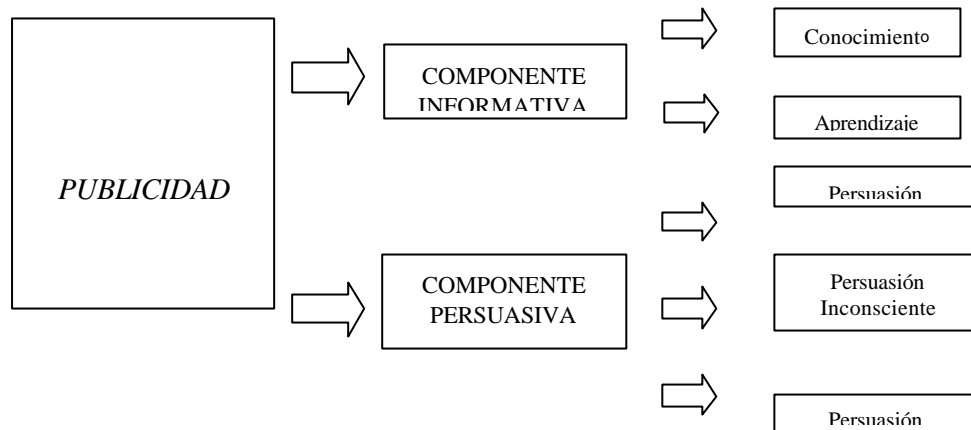 PUBLICIDAD
COMPONENTE
INFORMATIVA
Conocimiento
Aprendizaje
COMPONENTE
PERSUASIVA
Persuasión
Persuasión
Inconsciente
Persuasión